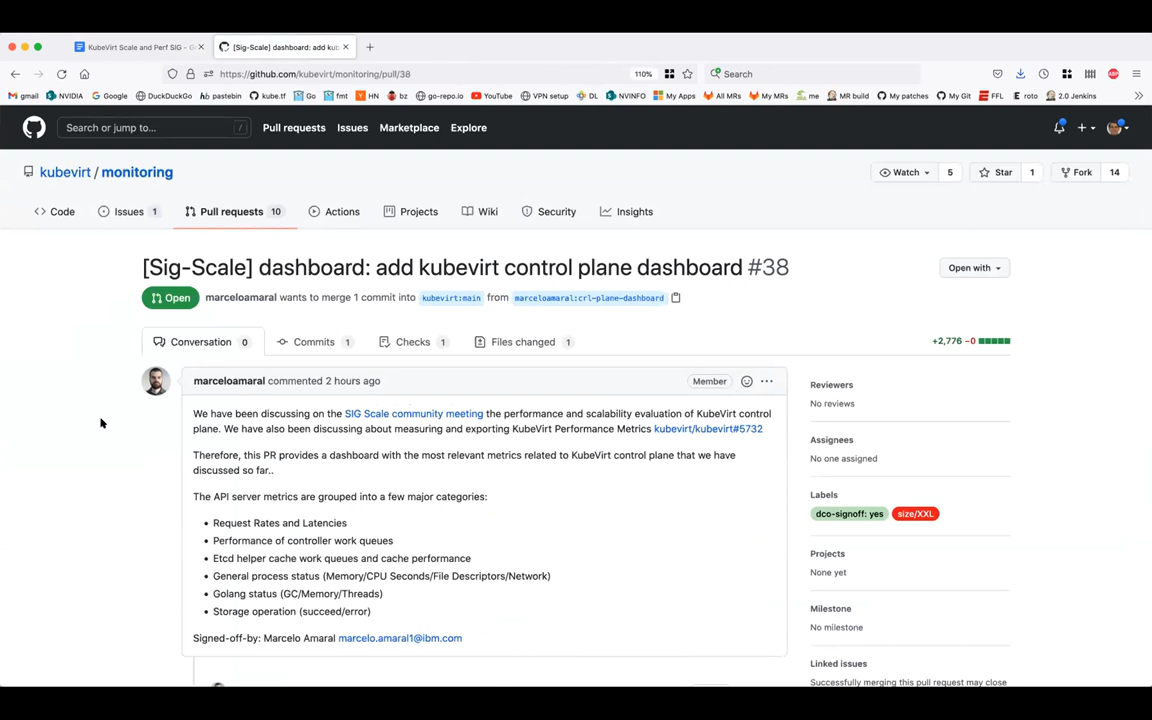 KubeVirt Scale and Perf SIG - G
[Sig-Scale] dashboard: add kub
https://github.com/kubevirt/monitoring/pull/38
110%
Search
gmail NVIDIA Google DuckDuckGo pastebin kube.tf Go fmt HN bz go-repo.io YouTube VPN setup DL NVINFO My Apps All MRs My MRs me MR build My patches My Git FFL roto 2.0 Jenkins
Search or jump to... /
Pull requests Issues Marketplace Explore
kubevirt / monitoring
Watch 5 Star 1 Fork 14
Code Issues 1 Pull requests 10 Actions Projects Wiki Security Insights
[Sig-Scale] dashboard: add kubevirt control plane dashboard #38
Open with
Open marceloamaral wants to merge 1 commit into kubevirt:main from marceloamaral:crl-plane-dashboard
Conversation 0 Commits 1 Checks 1 Files changed 1
+2,776 −0
marceloamaral commented 2 hours ago
Member
We have been discussing on the SIG Scale community meeting the performance and scalability evaluation of KubeVirt control
plane. We have also been discussing about measuring and exporting KubeVirt Performance Metrics kubevirt/kubevirt#5732
Therefore, this PR provides a dashboard with the most relevant metrics related to KubeVirt control plane that we have
discussed so far..
The API server metrics are grouped into a few major categories:
• Request Rates and Latencies
• Performance of controller work queues
• Etcd helper cache work queues and cache performance
• General process status (Memory/CPU Seconds/File Descriptors/Network)
• Golang status (GC/Memory/Threads)
• Storage operation (succeed/error)
Signed-off-by: Marcelo Amaral marcelo.amaral1@ibm.com
Reviewers
No reviews
Assignees
No one assigned
Labels
dco-signoff: yes size/XXL
Projects
None yet
Milestone
No milestone
Linked issues
Successfully merging this pull request may close